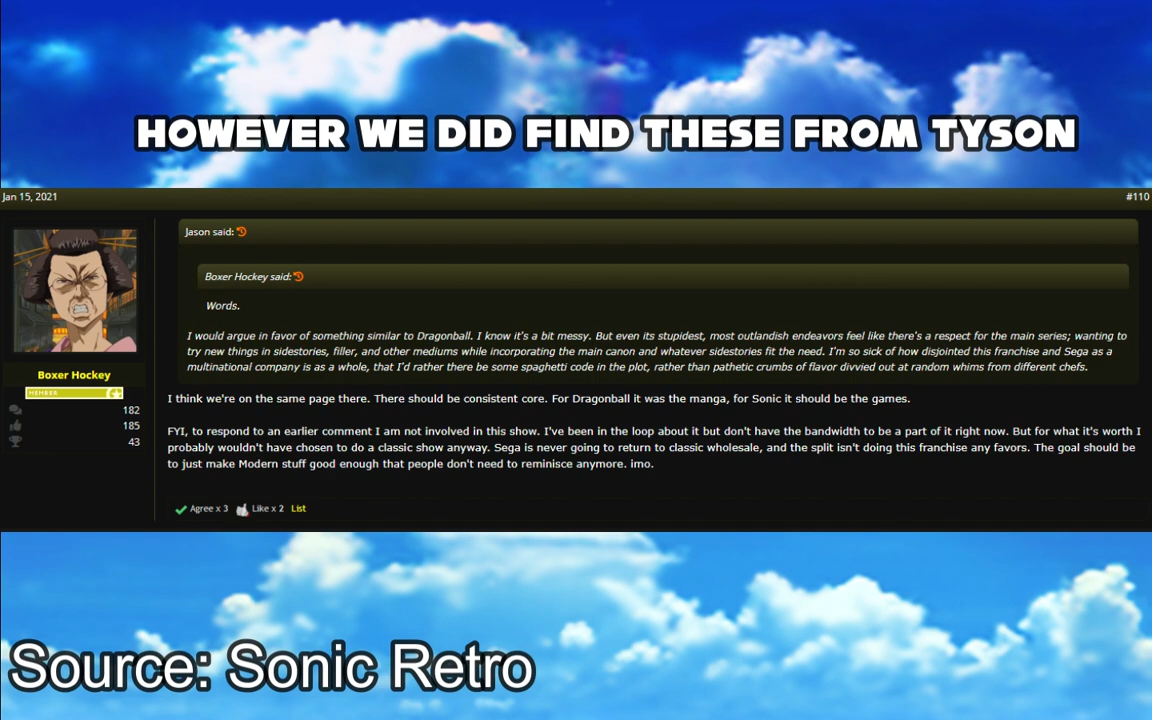 HOWEVER WE DID FIND THESE FROM TYSON
Jan 15, 2021
#110
Jason said:
Boxer Hockey said:
Words.
I would argue in favor of something similar to Dragonball. I know it's a bit messy. But even its stupidest, most outlandish endeavors feel like there's a respect for the main series; wanting to
try new things in sidestories, filler, and other mediums while incorporating the main canon and whatever sidestories fit the need. I'm so sick of how disjointed this franchise and Sega as a
multinational company is as a whole, that I'd rather there be some spaghetti code in the plot, rather than pathetic crumbs of flavor divvied out at random whims from different chefs.
Boxer Hockey
MEMBER
182
185
43
I think we're on the same page there. There should be consistent core. For Dragonball it was the manga, for Sonic it should be the games.
FYI, to respond to an earlier comment I am not involved in this show. I've been in the loop about it but don't have the bandwidth to be a part of it right now. But for what it's worth I
probably wouldn't have chosen to do a classic show anyway. Sega is never going to return to classic wholesale, and the split isn't doing this franchise any favors. The goal should be
to just make Modern stuff good enough that people don't need to reminisce anymore. imo.
Agree x 3 Like x 2 List
Source: Sonic Retro